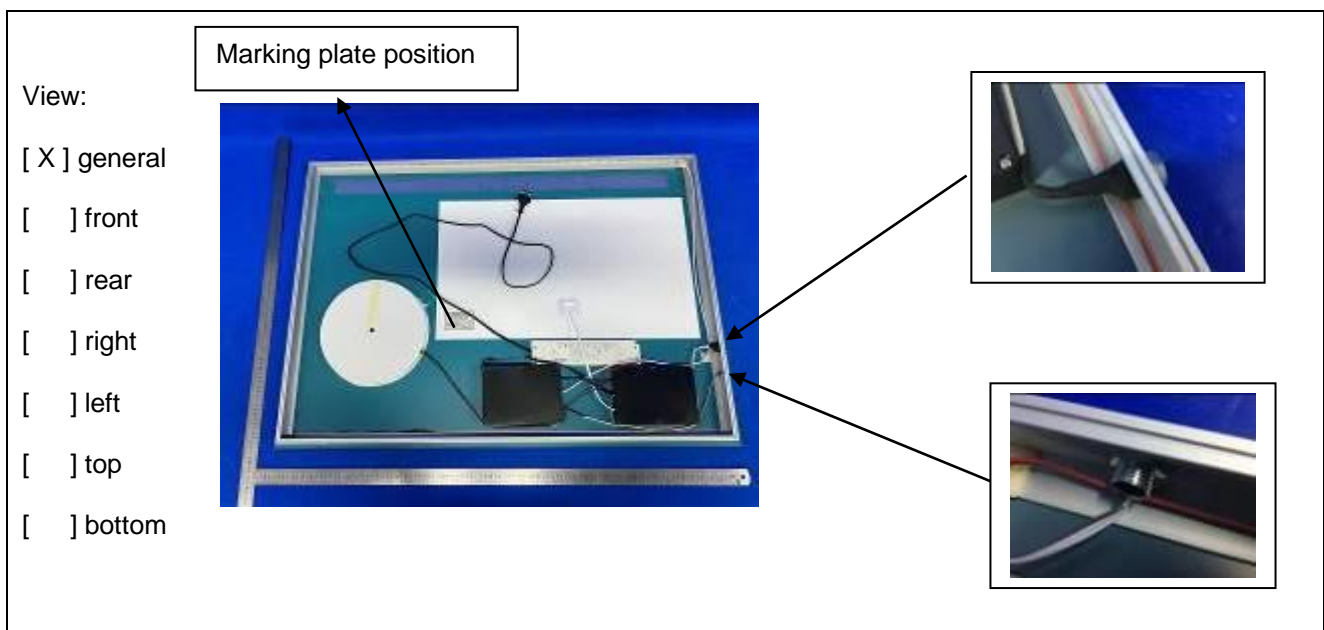 Marking plate position
View:
[ X ] general
[ ] front
[ ] rear
[ ] right
[ ] left
[ ] top
[ ] bottom